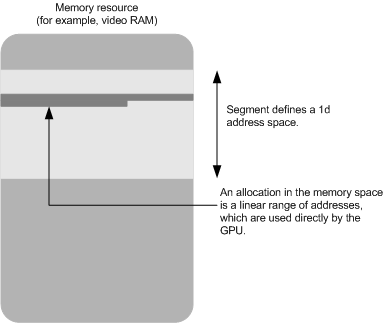 Memory resource
(for example, video RAM)
Segment defines a 1d
address space.
An allocation in the memory space
is a linear range of addresses,
which are used directly by the
GPU.